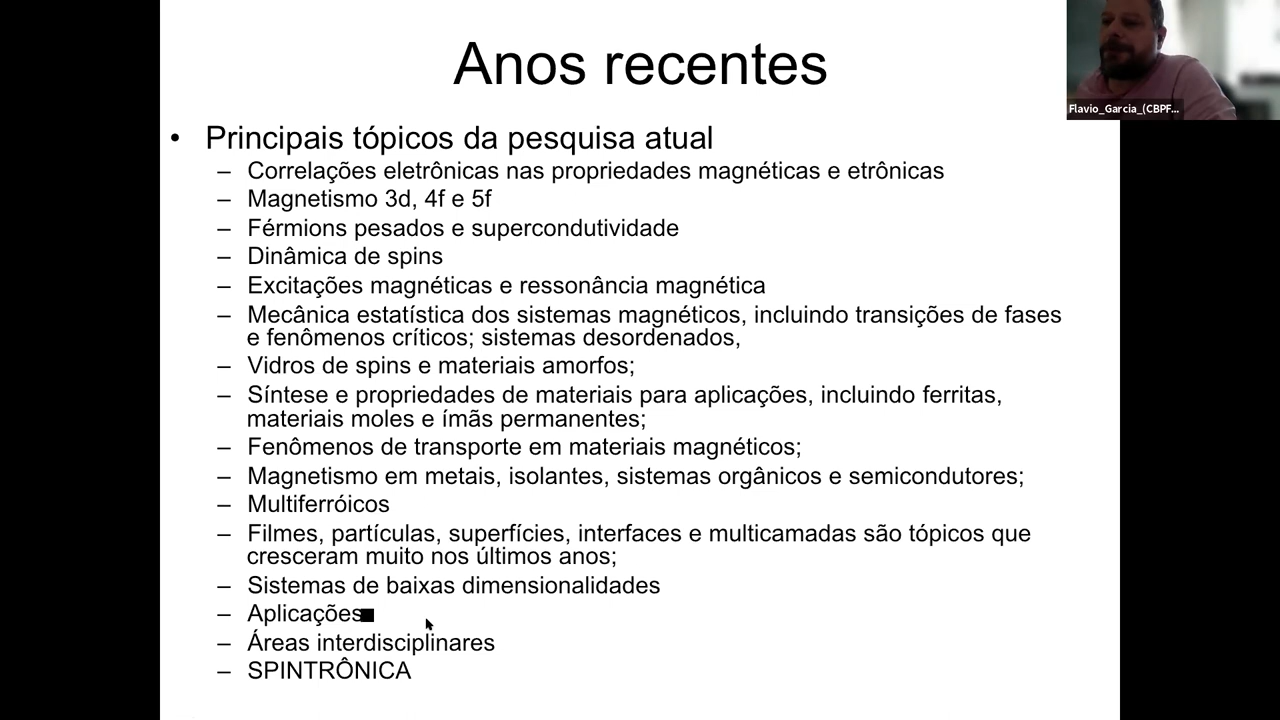 Anos recentes
Flavio_Garcia_(CBPF...
• Principais tópicos da pesquisa atual
– Correlações eletrônicas nas propriedades magnéticas e etrônicas
– Magnetismo 3d, 4f e 5f
– Férmions pesados e supercondutividade
– Dinâmica de spins
– Excitações magnéticas e ressonância magnética
– Mecânica estatística dos sistemas magnéticos, incluindo transições de fases
e fenômenos críticos; sistemas desordenados,
– Vidros de spins e materiais amorfos;
– Síntese e propriedades de materiais para aplicações, incluindo ferritas,
materiais moles e ímãs permanentes;
– Fenômenos de transporte em materiais magnéticos;
– Magnetismo em metais, isolantes, sistemas orgânicos e semicondutores;
– Multiferróicos
– Filmes, partículas, superfícies, interfaces e multicamadas são tópicos que
cresceram muito nos últimos anos;
– Sistemas de baixas dimensionalidades
– Aplicações
– Áreas interdisciplinares
– SPINTRÔNICA